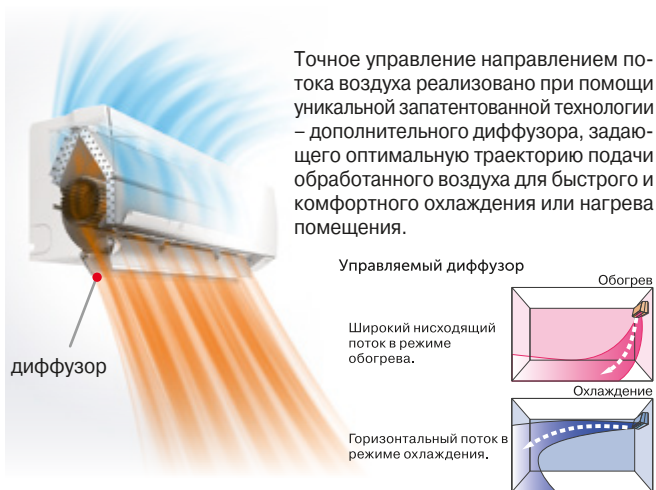 Точное управление направлением по-
тока воздуха реализовано при помощи
уникальной запатентованной технологии
– дополнительного диффузора, задаю-
щего оптимальную траекторию подачи
обработанного воздуха для быстрого и
комфортного охлаждения или нагрева
помещения.
диффузор
Управляемый диффузор
Обогрев
Широкий нисходящий
поток в режиме
обогрева.
Охлаждение
Горизонтальный поток в
режиме охлаждения.